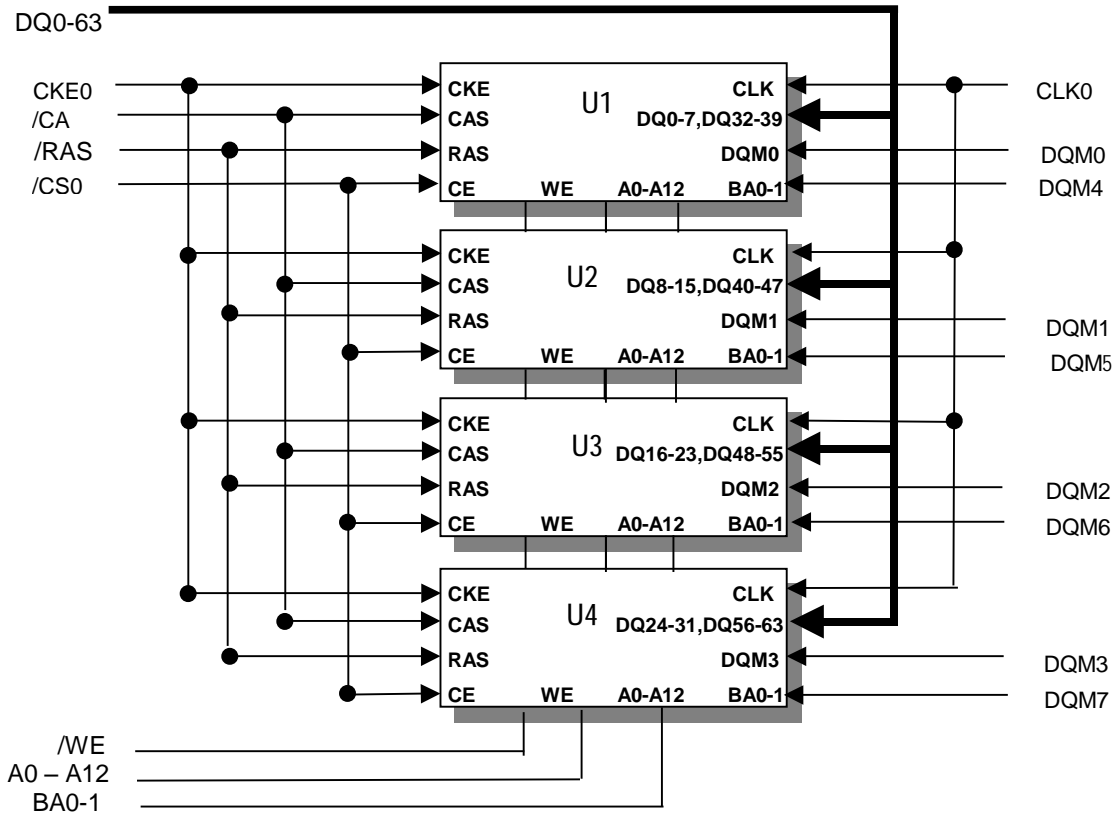 DQ0-63
CKE0
/CA
/RAS
/CS0
CKE
CAS
RAS
CE
U1
WE
A0-A12
CLK
DQ0-7,DQ32-39
DQM0
BA0-1
CLK0
DQM0
DQM4
CKE
CAS
RAS
CE
U2
WE
A0-A12
CLK
DQ8-15,DQ40-47
DQM1
BA0-1
DQM1
DQM5
CKE
CAS
RAS
CE
U3
WE
A0-A12
CLK
DQ16-23,DQ48-55
DQM2
BA0-1
DQM2
DQM6
CKE
CAS
RAS
CE
U4
WE
A0-A12
CLK
DQ24-31,DQ56-63
DQM3
BA0-1
DQM3
DQM7
/WE
A0 – A12
BA0-1